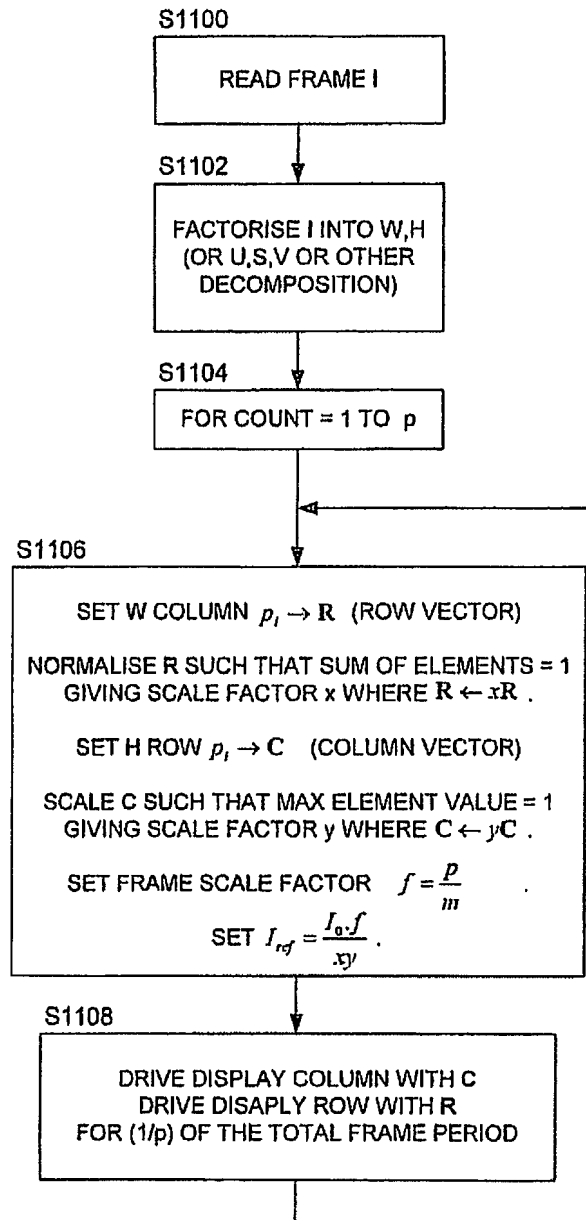 S1100
READ FRAME I
S1102
FACTORISE I INTO W,H
(OR U,S,V OR OTHER
DECOMPOSITION)
S1104
FOR COUNT = 1 TO p
S1106
SET W COLUMN pᵢ → R (ROW VECTOR)
NORMALISE R SUCH THAT SUM OF ELEMENTS = 1
GIVING SCALE FACTOR x WHERE R ← xR .
SET H ROW pᵢ → C (COLUMN VECTOR)
SCALE C SUCH THAT MAX ELEMENT VALUE = 1
GIVING SCALE FACTOR y WHERE C ← yC .
SET FRAME SCALE FACTOR f = p/m .
SET I_ref = I₀.f/xy .
S1108
DRIVE DISPLAY COLUMN WITH C
DRIVE DISAPLY ROW WITH R
FOR (1/p) OF THE TOTAL FRAME PERIOD